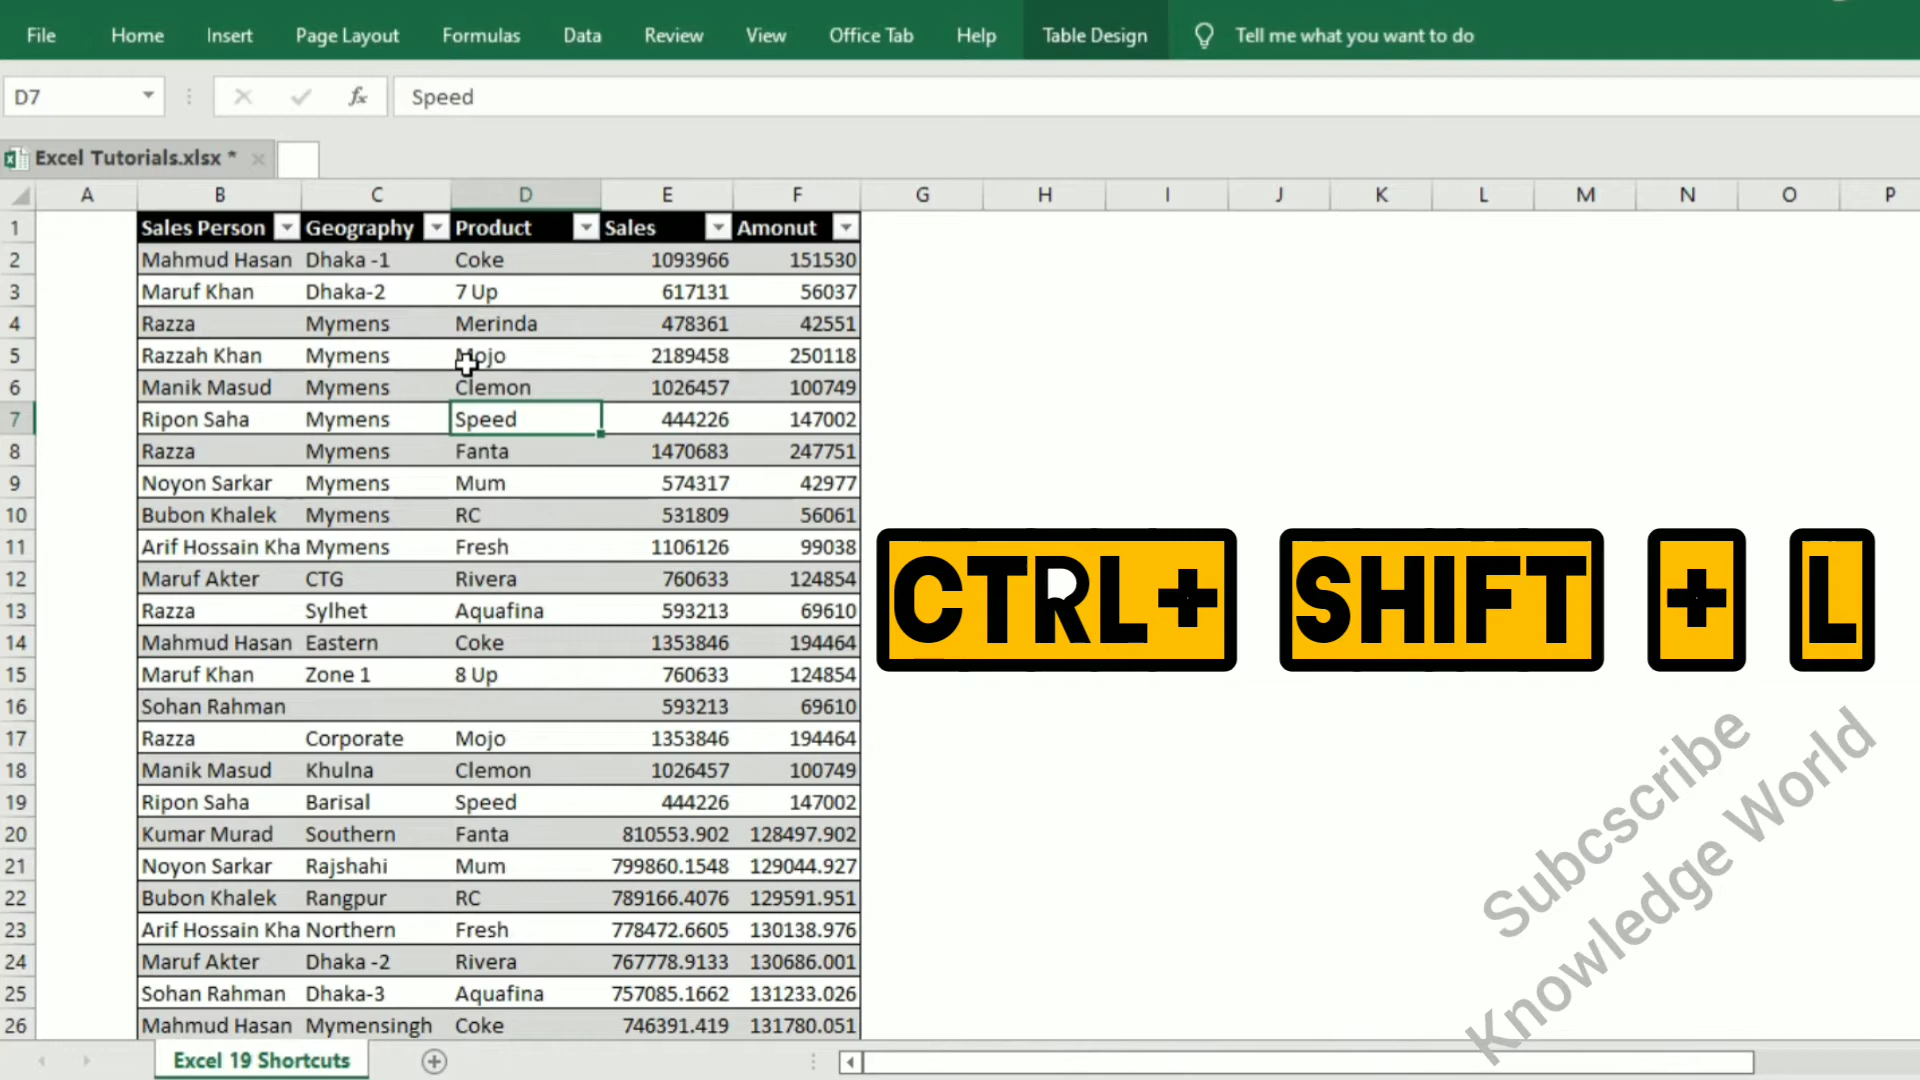 File Home Insert Page Layout Formulas Data Review View Office Tab Help Table Design Tell me what you want to do
D7 fx Speed
Excel Tutorials.xlsx *
A B C D E F G H I J K L M N O P
1 Sales Person Geography Product Sales Amonut
2 Mahmud Hasan Dhaka -1 Coke 1093966 151530
3 Maruf Khan Dhaka-2 7 Up 617131 56037
4 Razza Mymens Merinda 478361 42551
5 Razzah Khan Mymens Mojo 2189458 250118
6 Manik Masud Mymens Clemon 1026457 100749
7 Ripon Saha Mymens Speed 444226 147002
8 Razza Mymens Fanta 1470683 247751
9 Noyon Sarkar Mymens Mum 574317 42977
10 Bubon Khalek Mymens RC 531809 56061
11 Arif Hossain Kha Mymens Fresh 1106126 99038
12 Maruf Akter CTG Rivera 760633 124854
13 Razza Sylhet Aquafina 593213 69610
14 Mahmud Hasan Eastern Coke 1353846 194464
15 Maruf Khan Zone 1 8 Up 760633 124854
16 Sohan Rahman 593213 69610
17 Razza Corporate Mojo 1353846 194464
18 Manik Masud Khulna Clemon 1026457 100749
19 Ripon Saha Barisal Speed 444226 147002
20 Kumar Murad Southern Fanta 810553.902 128497.902
21 Noyon Sarkar Rajshahi Mum 799860.1548 129044.927
22 Bubon Khalek Rangpur RC 789166.4076 129591.951
23 Arif Hossain Kha Northern Fresh 778472.6605 130138.976
24 Maruf Akter Dhaka -2 Rivera 767778.9133 130686.001
25 Sohan Rahman Dhaka-3 Aquafina 757085.1662 131233.026
26 Mahmud Hasan Mymensingh Coke 746391.419 131780.051
CTRL+ SHIFT + L
Subcscribe
Knowledge World
Excel 19 Shortcuts